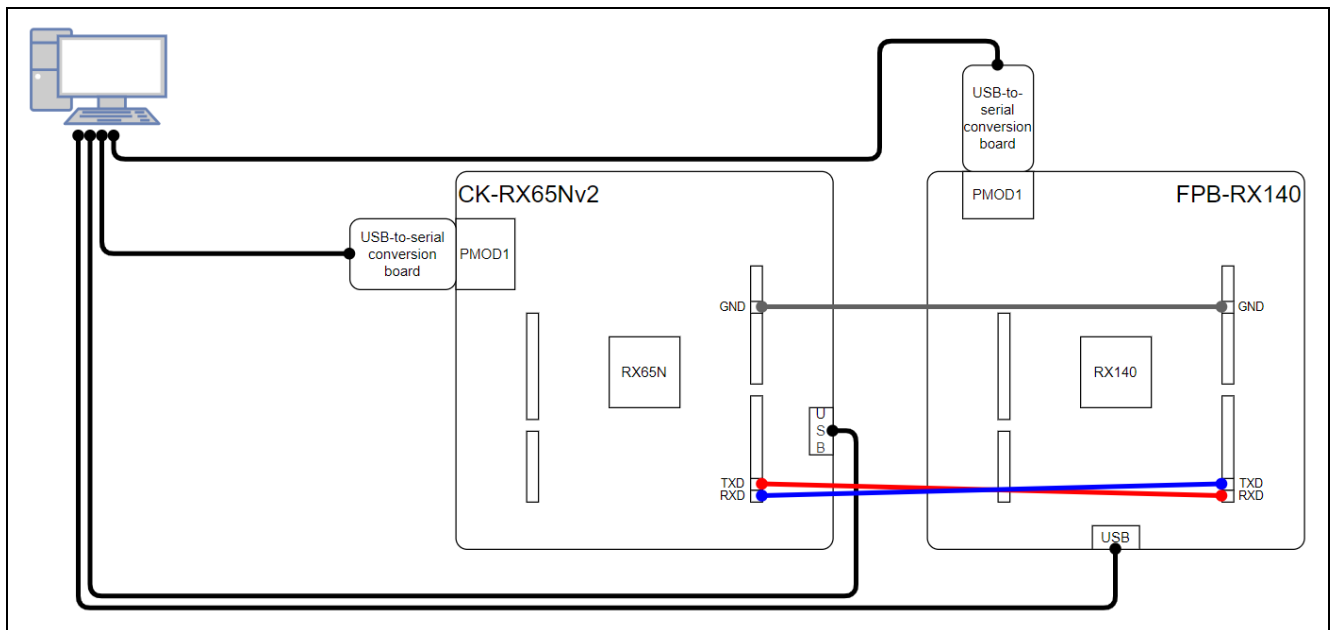 USB-to-
serial
conversion
board
CK-RX65Nv2
PMOD1
FPB-RX140
USB-to-serial
conversion
board
PMOD1
GND
GND
RX65N
RX140
U
S
B
TXD
RXD
TXD
RXD
USB